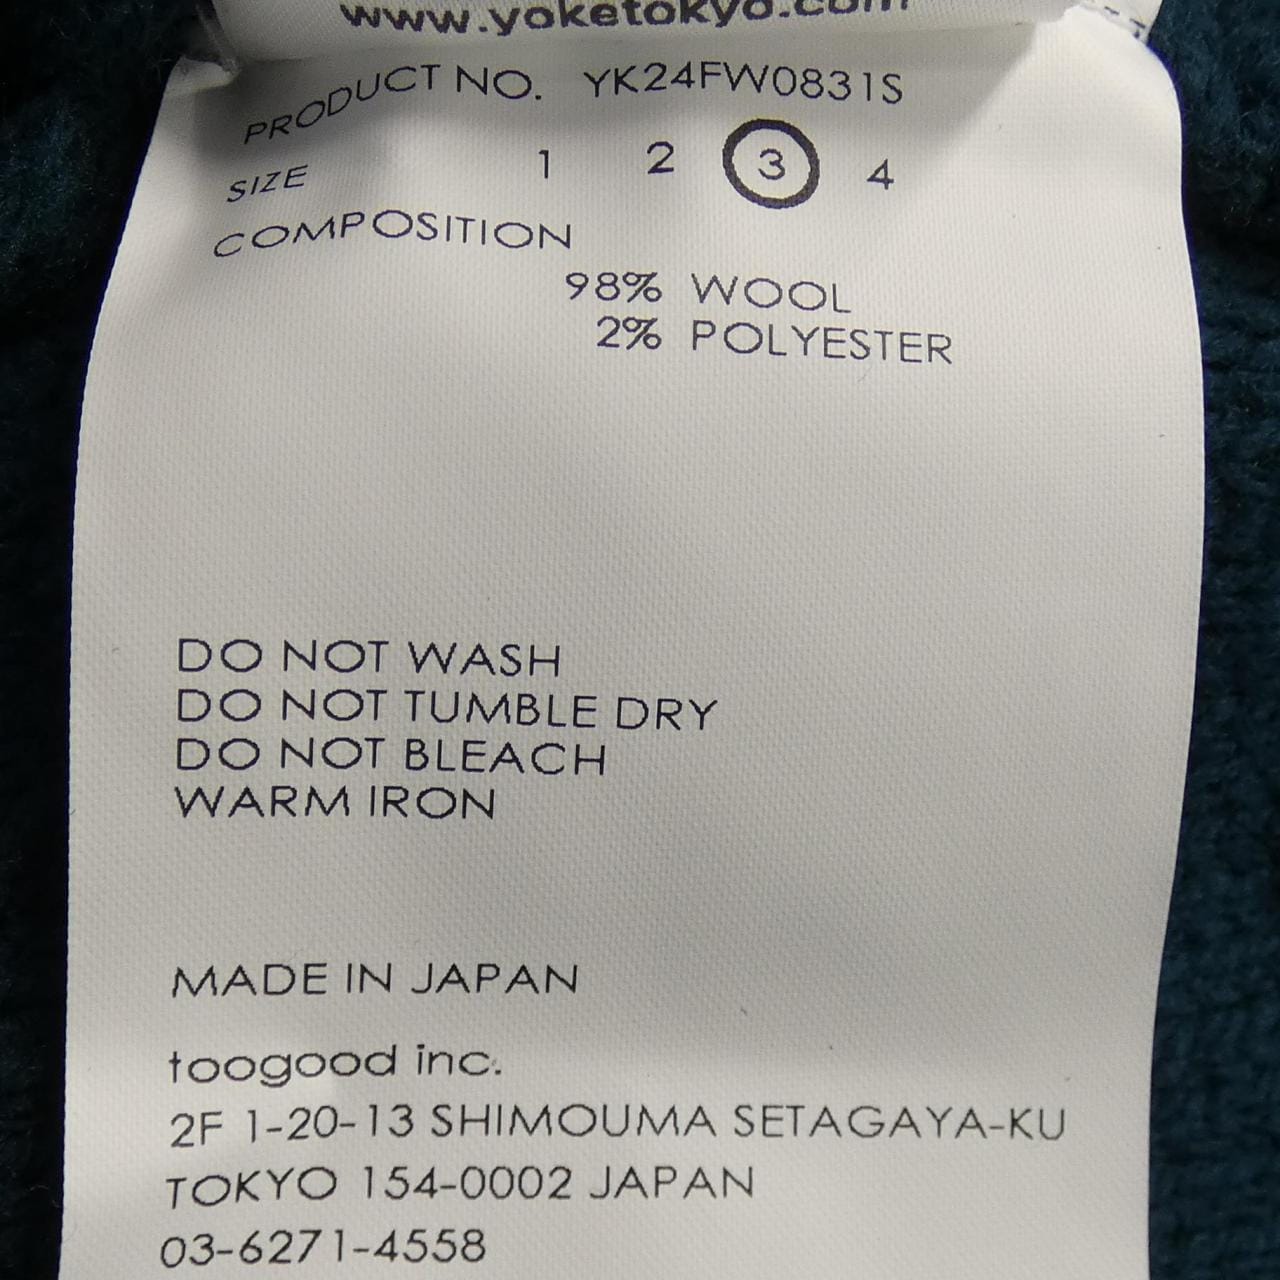 www.yoketokyo.com
PRODUCT NO. YK24FW0831S
SIZE 1 2 3 4
COMPOSITION
98% WOOL
2% POLYESTER
DO NOT WASH
DO NOT TUMBLE DRY
DO NOT BLEACH
WARM IRON
MADE IN JAPAN
toogood inc.
2F 1-20-13 SHIMOUMA SETAGAYA-KU
TOKYO 154-0002 JAPAN
03-6271-4558